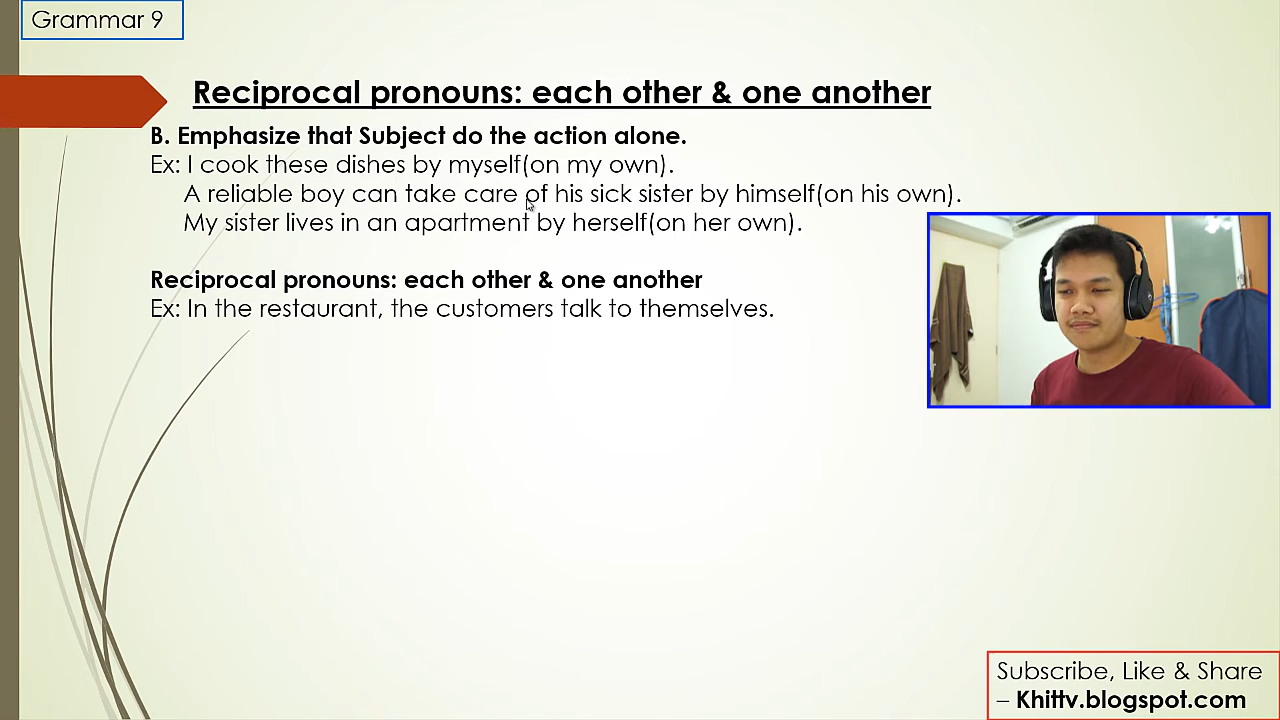 Grammar 9
Reciprocal pronouns: each other & one another
B. Emphasize that Subject do the action alone.
Ex: I cook these dishes by myself(on my own).
A reliable boy can take care of his sick sister by himself(on his own).
My sister lives in an apartment by herself(on her own).
Reciprocal pronouns: each other & one another
Ex: In the restaurant, the customers talk to themselves.
Subscribe, Like & Share
– Khittv.blogspot.com